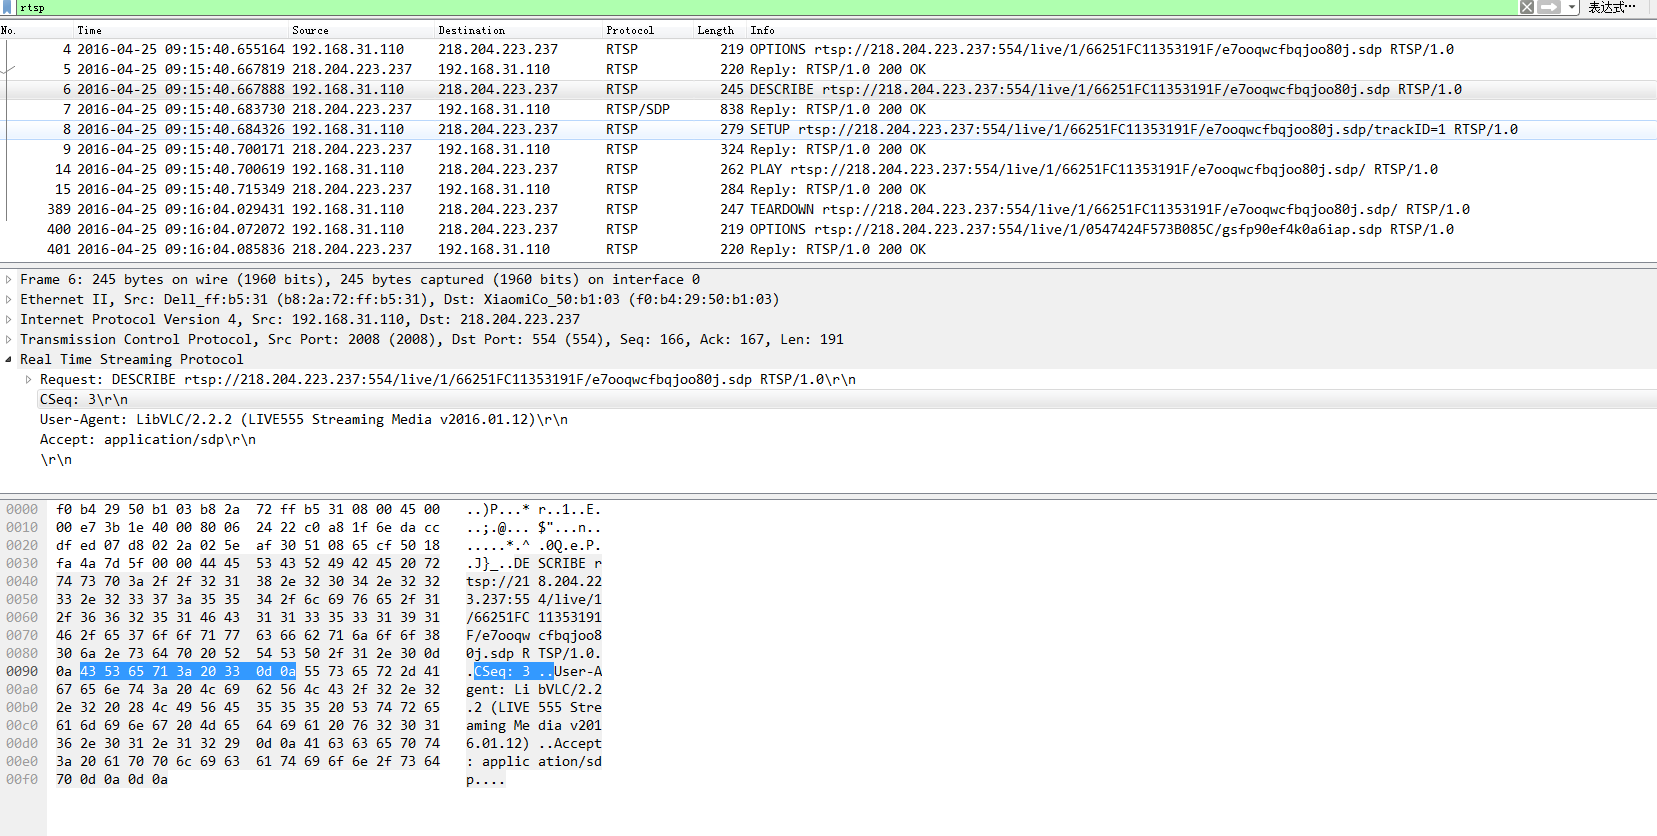 rtsp 表达式…
No. Time Source Destination Protocol Length Info
4 2016-04-25 09:15:40.655164 192.168.31.110 218.204.223.237 RTSP 219 OPTIONS rtsp://218.204.223.237:554/live/1/66251FC11353191F/e7ooqwcfbqjoo80j.sdp RTSP/1.0
5 2016-04-25 09:15:40.667819 218.204.223.237 192.168.31.110 RTSP 220 Reply: RTSP/1.0 200 OK
6 2016-04-25 09:15:40.667888 192.168.31.110 218.204.223.237 RTSP 245 DESCRIBE rtsp://218.204.223.237:554/live/1/66251FC11353191F/e7ooqwcfbqjoo80j.sdp RTSP/1.0
7 2016-04-25 09:15:40.683730 218.204.223.237 192.168.31.110 RTSP/SDP 838 Reply: RTSP/1.0 200 OK
8 2016-04-25 09:15:40.684326 192.168.31.110 218.204.223.237 RTSP 279 SETUP rtsp://218.204.223.237:554/live/1/66251FC11353191F/e7ooqwcfbqjoo80j.sdp/trackID=1 RTSP/1.0
9 2016-04-25 09:15:40.700171 218.204.223.237 192.168.31.110 RTSP 324 Reply: RTSP/1.0 200 OK
14 2016-04-25 09:15:40.700619 192.168.31.110 218.204.223.237 RTSP 262 PLAY rtsp://218.204.223.237:554/live/1/66251FC11353191F/e7ooqwcfbqjoo80j.sdp/ RTSP/1.0
15 2016-04-25 09:15:40.715349 218.204.223.237 192.168.31.110 RTSP 284 Reply: RTSP/1.0 200 OK
389 2016-04-25 09:16:04.029431 192.168.31.110 218.204.223.237 RTSP 247 TEARDOWN rtsp://218.204.223.237:554/live/1/66251FC11353191F/e7ooqwcfbqjoo80j.sdp/ RTSP/1.0
400 2016-04-25 09:16:04.072072 192.168.31.110 218.204.223.237 RTSP 219 OPTIONS rtsp://218.204.223.237:554/live/1/0547424F573B085C/gsfp90ef4k0a6iap.sdp RTSP/1.0
401 2016-04-25 09:16:04.085836 218.204.223.237 192.168.31.110 RTSP 220 Reply: RTSP/1.0 200 OK
Frame 6: 245 bytes on wire (1960 bits), 245 bytes captured (1960 bits) on interface 0
Ethernet II, Src: Dell_ff:b5:31 (b8:2a:72:ff:b5:31), Dst: XiaomiCo_50:b1:03 (f0:b4:29:50:b1:03)
Internet Protocol Version 4, Src: 192.168.31.110, Dst: 218.204.223.237
Transmission Control Protocol, Src Port: 2008 (2008), Dst Port: 554 (554), Seq: 166, Ack: 167, Len: 191
Real Time Streaming Protocol
Request: DESCRIBE rtsp://218.204.223.237:554/live/1/66251FC11353191F/e7ooqwcfbqjoo80j.sdp RTSP/1.0\r\n
CSeq: 3\r\n
User-Agent: LibVLC/2.2.2 (LIVE555 Streaming Media v2016.01.12)\r\n
Accept: application/sdp\r\n
\r\n
0000 f0 b4 29 50 b1 03 b8 2a 72 ff b5 31 08 00 45 00 ..)P...* r..1..E.
0010 00 e7 3b 1e 40 00 80 06 24 22 c0 a8 1f 6e da cc ..;.@... $"...n..
0020 df ed 07 d8 02 2a 02 5e af 30 51 08 65 cf 50 18 .....*.^ .0Q.e.P.
0030 fa 4a 7d 5f 00 00 44 45 53 43 52 49 42 45 20 72 .J}_..DE SCRIBE r
0040 74 73 70 3a 2f 2f 32 31 38 2e 32 30 34 2e 32 32 tsp://21 8.204.22
0050 33 2e 32 33 37 3a 35 35 34 2f 6c 69 76 65 2f 31 3.237:55 4/live/1
0060 2f 36 36 32 35 31 46 43 31 31 33 35 33 31 39 31 /66251FC 11353191
0070 46 2f 65 37 6f 6f 71 77 63 66 62 71 6a 6f 6f 38 F/e7ooqw cfbqjoo8
0080 30 6a 2e 73 64 70 20 52 54 53 50 2f 31 2e 30 0d 0j.sdp R TSP/1.0.
0090 0a 43 53 65 71 3a 20 33 0d 0a 55 73 65 72 2d 41 .CSeq: 3 ..User-A
00a0 67 65 6e 74 3a 20 4c 69 62 56 4c 43 2f 32 2e 32 gent: Li bVLC/2.2
00b0 2e 32 20 28 4c 49 56 45 35 35 35 20 53 74 72 65 .2 (LIVE 555 Stre
00c0 61 6d 69 6e 67 20 4d 65 64 69 61 20 76 32 30 31 aming Me dia v201
00d0 36 2e 30 31 2e 31 32 29 0d 0a 41 63 63 65 70 74 6.01.12) ..Accept
00e0 3a 20 61 70 70 6c 69 63 61 74 69 6f 6e 2f 73 64 : applic ation/sd
00f0 70 0d 0a 0d 0a p....